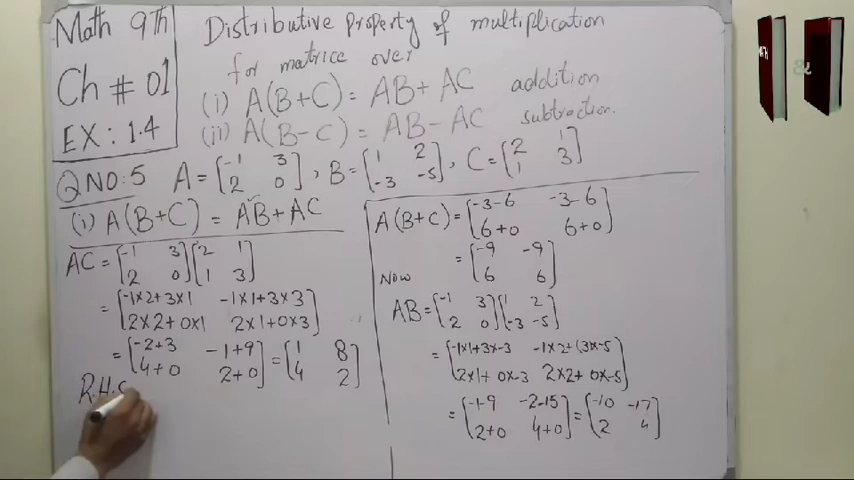 Math 9Th
Ch # 01
EX : 1.4
Distributive property of multiplication
for matrice over
(i) A(B+C) = AB + AC addition
(ii) A(B-C) = AB - AC subtraction.
Q NO:5 A = [-1 3 2 0], B = [1 2 -3 -5], C = [2 1 1 3]
(i) A(B+C) = AB + AC
AC = [-1 3 2 0] [2 1 1 3]
= [-1x2+3x1 -1x1+3x3
2x2+0x1 2x1+0x3]
= [-2+3 -1+9 4+0 2+0] = [1 8 4 2]
R.H.S
A(B+C) = [-3-6 -3-6
6+0 6+0]
= [-9 -9
6 6]
Now
AB = [-1 3 2 0] [1 2 -3 -5]
= [-1x1+3x-3 -1x2+(3x-5
2x1+0x-3 2x2+0x-5]
= [-1-9 -2-15 2+0 4+0] = [-10 -17 2 4]
MATH
&